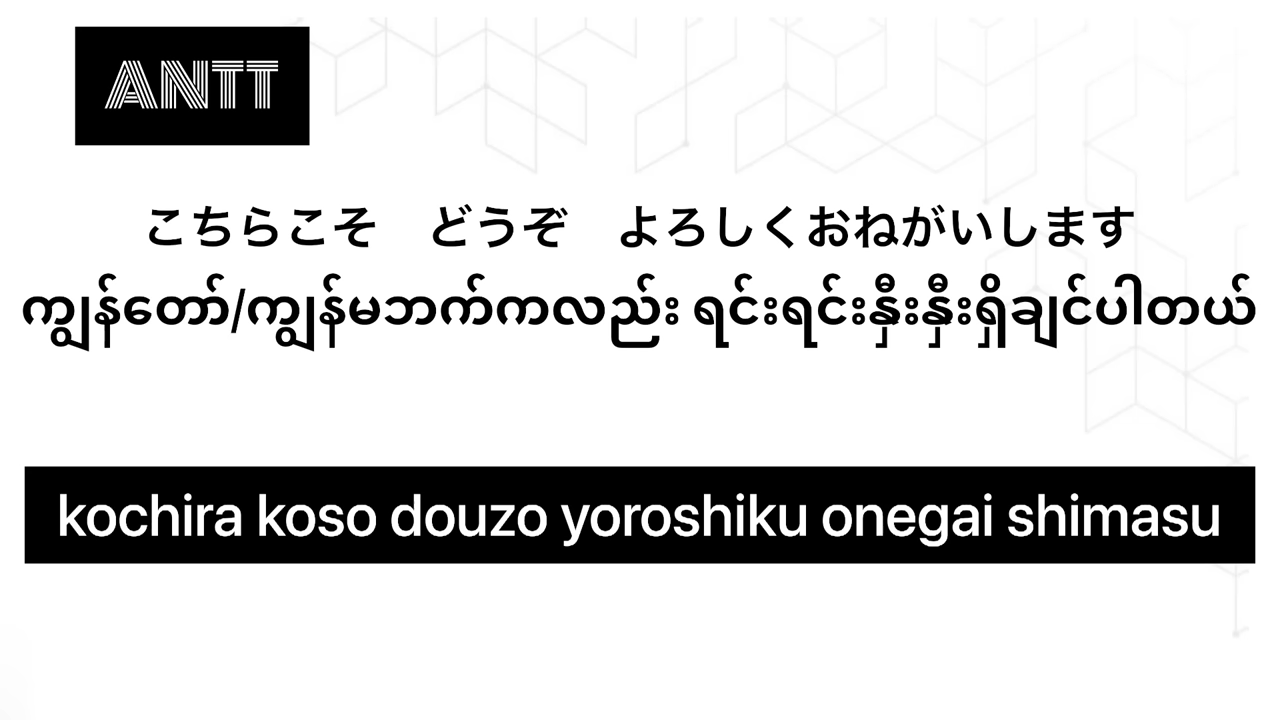 ANTT
こちらこそ　どうぞ　よろしくおねがいします
ကျွန်တော်/ကျွန်မဘက်ကလည်း ရင်းရင်းနှီးနှီးရှိချင်ပါတယ်
kochira koso douzo yoroshiku onegai shimasu